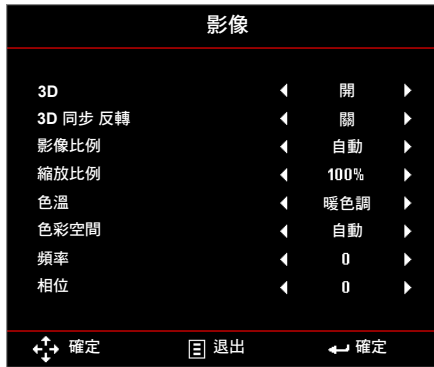 影像
3D 開
3D 同步 反轉 關
影像比例 自動
縮放比例 100%
色溫 暖色調
色彩空間 自動
頻率 0
相位 0
確定 退出 確定